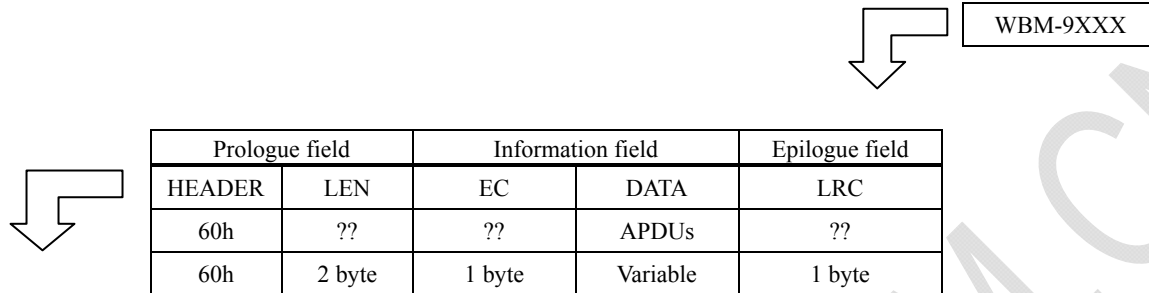 WBM-9XXX
Prologue field Information field Epilogue field
HEADER LEN EC DATA LRC
60h ?? ?? APDUs ??
60h 2 byte 1 byte Variable 1 byte